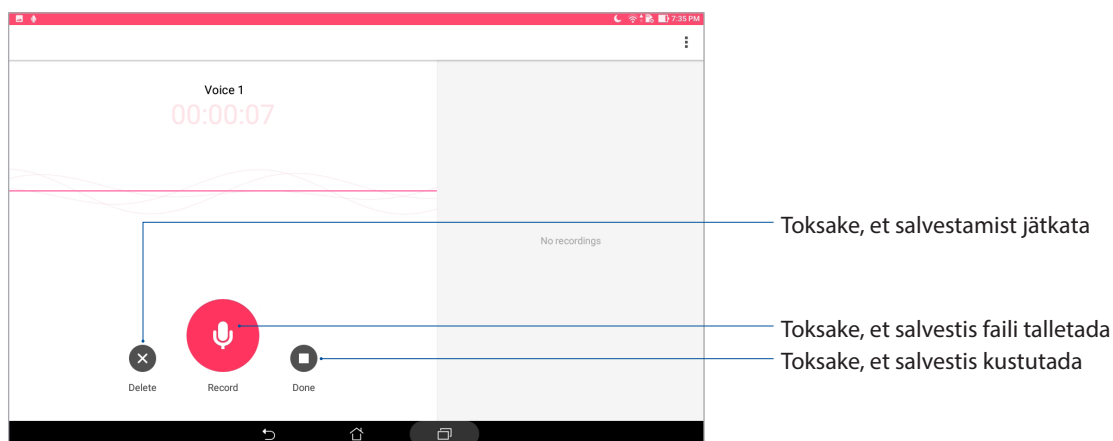 7:35 PM
Voice 1
00:00:07
Toksake, et salvestamist jätkata
No recordings
Toksake, et salvestis faili talletada
Toksake, et salvestis kustutada
Delete Record Done